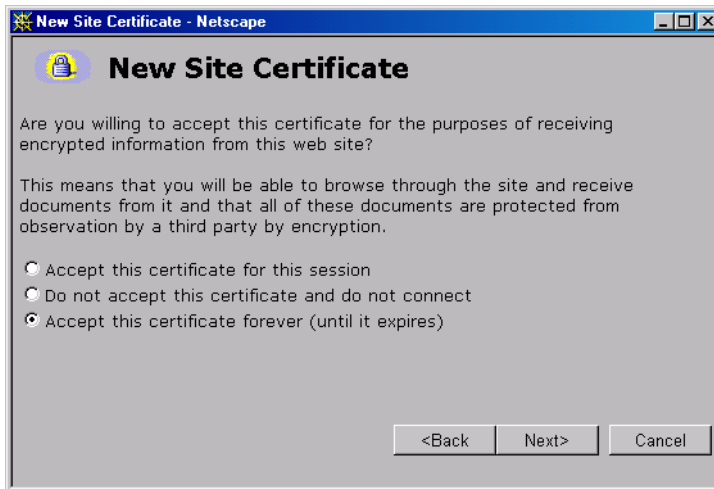 New Site Certificate - Netscape
New Site Certificate
Are you willing to accept this certificate for the purposes of receiving
encrypted information from this web site?
This means that you will be able to browse through the site and receive
documents from it and that all of these documents are protected from
observation by a third party by encryption.
Accept this certificate for this session
Do not accept this certificate and do not connect
Accept this certificate forever (until it expires)
<Back Next> Cancel